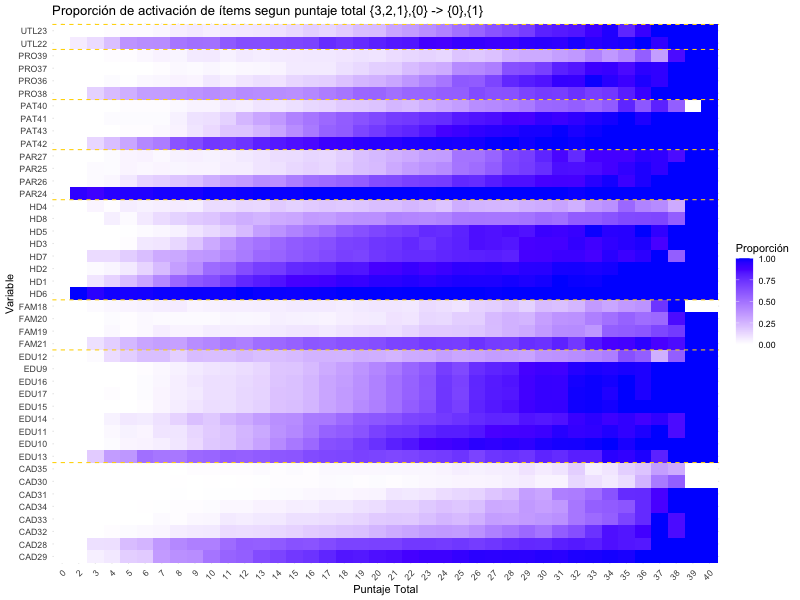 Proporción de activación de ítems segun puntaje total {3,2,1},{0} -> {0},{1}
UTL23
UTL22
PRO39
PRO37
PRO36
PRO38
PAT40
PAT41
PAT43
PAT42
PAR27
PAR25
PAR26
PAR24
HD4
HD8
HD5
HD3
HD7
HD2
HD1
HD6
FAM18
FAM20
FAM19
FAM21
EDU12
EDU9
EDU16
EDU17
EDU15
EDU14
EDU11
EDU10
EDU13
CAD35
CAD30
CAD31
CAD34
CAD33
CAD32
CAD28
CAD29
Variable
0 2 3 4 5 6 7 8 9 10 11 12 13 14 15 16 17 18 19 20 21 22 23 24 25 26 27 28 29 30 31 32 33 34 35 36 37 38 39 40
Puntaje Total
Proporción
1.00
0.75
0.50
0.25
0.00